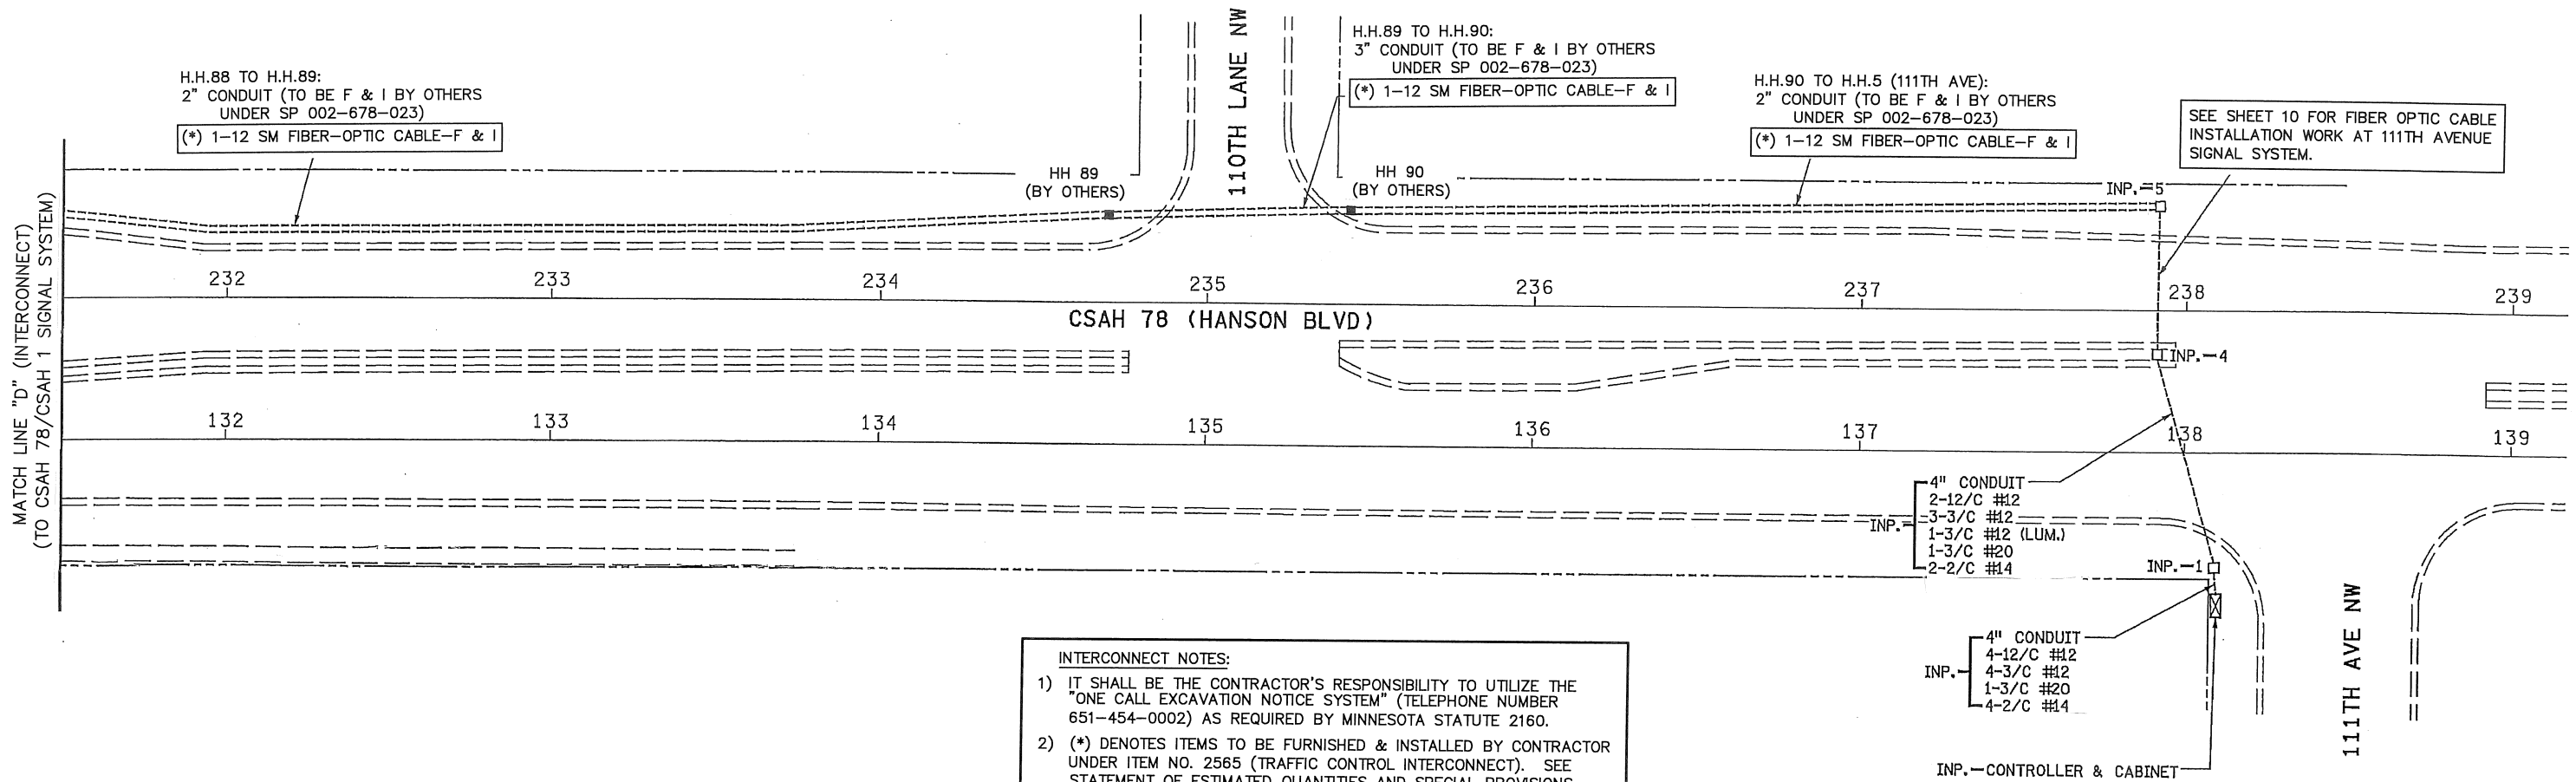 H.H.88 TO H.H.89:
2" CONDUIT (TO BE F & I BY OTHERS
UNDER SP 002-678-023)
(*) 1-12 SM FIBER-OPTIC CABLE-F & I
110TH LANE NW
H.H.89 TO H.H.90:
3" CONDUIT (TO BE F & I BY OTHERS
UNDER SP 002-678-023)
(*) 1-12 SM FIBER-OPTIC CABLE-F & I
H.H.90 TO H.H.5 (111TH AVE):
2" CONDUIT (TO BE F & I BY OTHERS
UNDER SP 002-678-023)
(*) 1-12 SM FIBER-OPTIC CABLE-F & I
SEE SHEET 10 FOR FIBER OPTIC CABLE
INSTALLATION WORK AT 111TH AVENUE
SIGNAL SYSTEM.
HH 89
(BY OTHERS)
HH 90
(BY OTHERS)
INP.-5
MATCH LINE "D" (INTERCONNECT)
(TO CSAH 78/CSAH 1 SIGNAL SYSTEM)
232 233 234 235 236 237 238 239
CSAH 78 (HANSON BLVD)
INP.-4
132 133 134 135 136 137 138 139
INP.-
4" CONDUIT
2-12/C #12
3-3/C #12
1-3/C #12 (LUM.)
1-3/C #20
2-2/C #14
INP.-1
INP.-
4" CONDUIT
4-12/C #12
4-3/C #12
1-3/C #20
4-2/C #14
111TH AVE NW
INP.-CONTROLLER & CABINET
INTERCONNECT NOTES:
1) IT SHALL BE THE CONTRACTOR'S RESPONSIBILITY TO UTILIZE THE
"ONE CALL EXCAVATION NOTICE SYSTEM" (TELEPHONE NUMBER
651-454-0002) AS REQUIRED BY MINNESOTA STATUTE 216D.
2) (*) DENOTES ITEMS TO BE FURNISHED & INSTALLED BY CONTRACTOR
UNDER ITEM NO. 2565 (TRAFFIC CONTROL INTERCONNECT). SEE
STATEMENT OF ESTIMATED QUANTITIES AND SPECIAL PROVISIONS